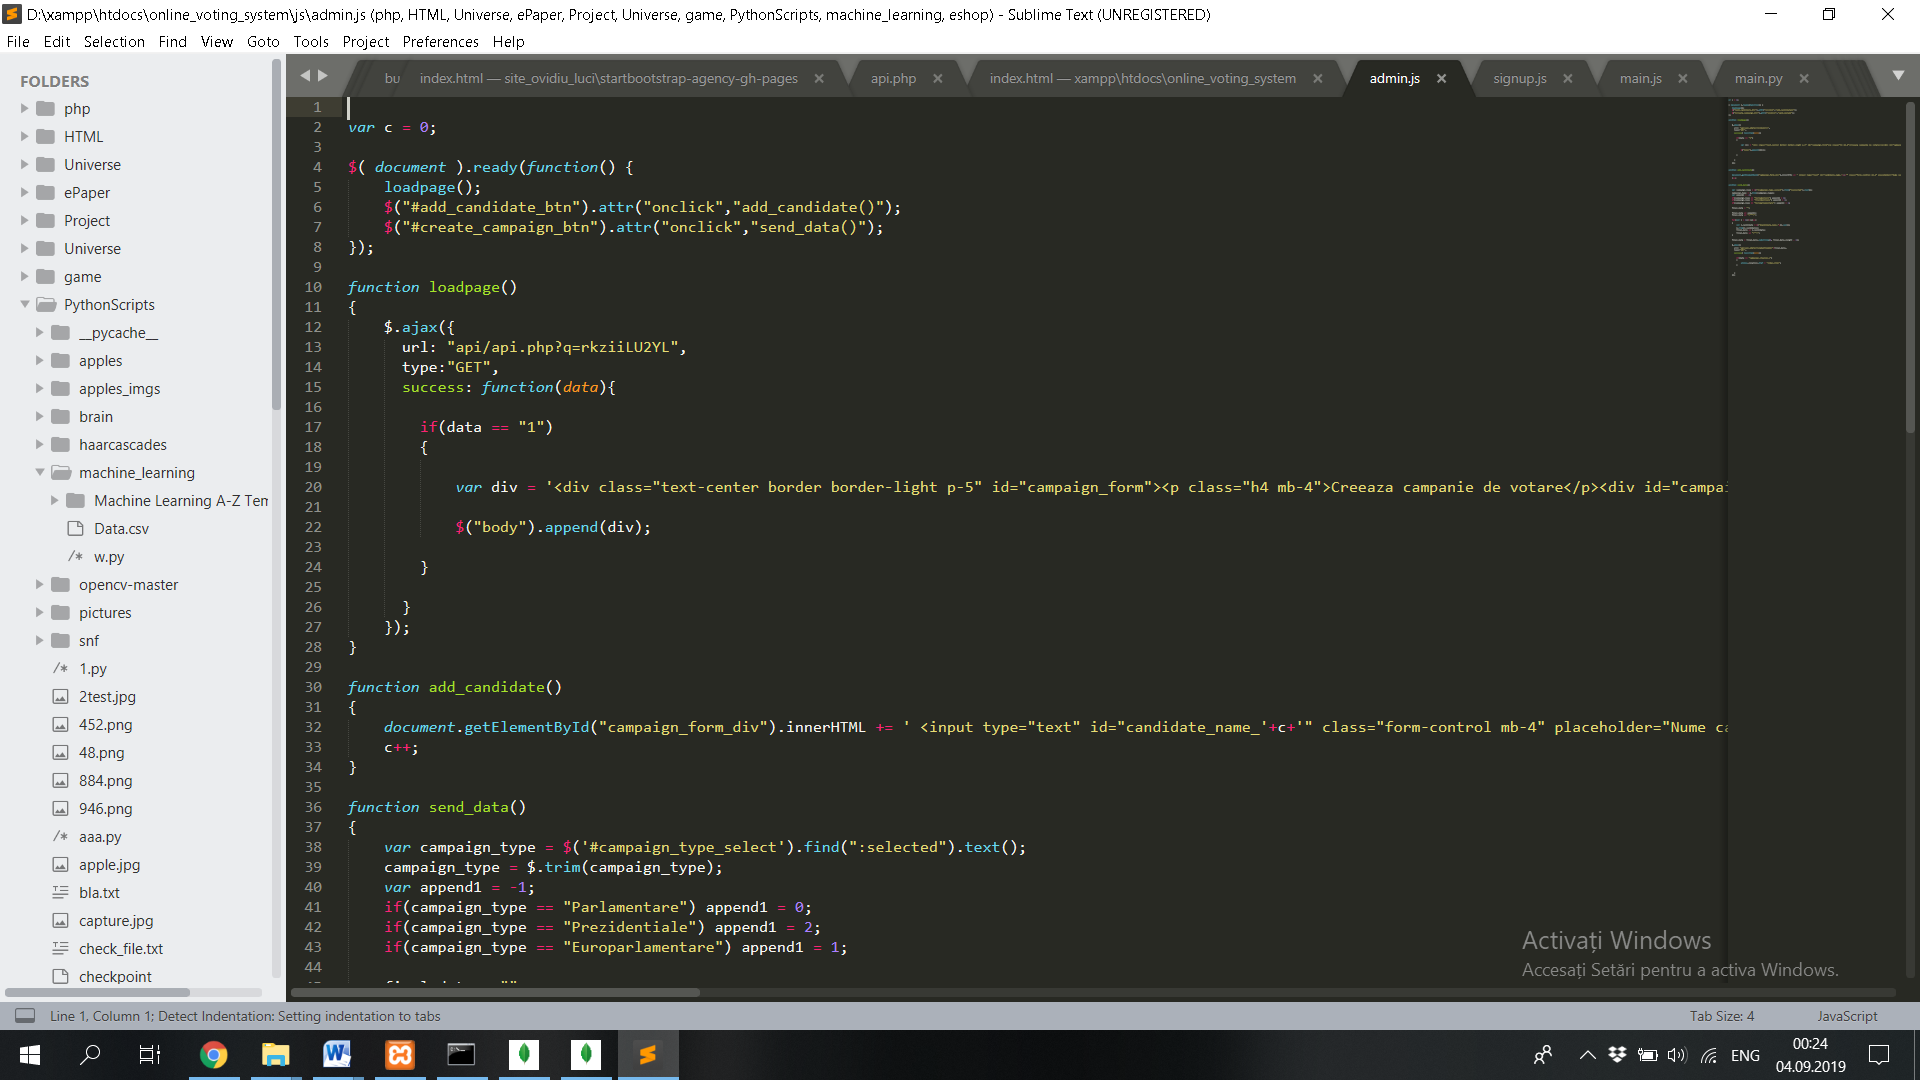 D:\xampp\htdocs\online_voting_system\js\admin.js (php, HTML, Universe, ePaper, Project, Universe, game, PythonScripts, machine_learning, eshop) - Sublime Text (UNREGISTERED)
File Edit Selection Find View Goto Tools Project Preferences Help
FOLDERS
php
HTML
Universe
ePaper
Project
Universe
game
PythonScripts
__pycache__
apples
apples_imgs
brain
haarcascades
machine_learning
Machine Learning A-Z Tem
Data.csv
/* w.py
opencv-master
pictures
snf
/* 1.py
2test.jpg
452.png
48.png
884.png
946.png
/* aaa.py
apple.jpg
bla.txt
capture.jpg
check_file.txt
checkpoint
bu index.html — site_ovidiu_luci\startbootstrap-agency-gh-pages × api.php × index.html — xampp\htdocs\online_voting_system × admin.js × signup.js × main.js × main.py ×
1
2 var c = 0;
3
4 $( document ).ready(function() {
5 loadpage();
6 $("#add_candidate_btn").attr("onclick","add_candidate()");
7 $("#create_campaign_btn").attr("onclick","send_data()");
8 });
9
10 function loadpage()
11 {
12 $.ajax({
13 url: "api/api.php?q=rkziiLU2YL",
14 type:"GET",
15 success: function(data){
16
17 if(data == "1")
18 {
19
20 var div = '<div class="text-center border border-light p-5" id="campaign_form"><p class="h4 mb-4">Creeaza campanie de votare</p><div id="campai
21
22 $("body").append(div);
23
24 }
25
26 }
27 });
28 }
29
30 function add_candidate()
31 {
32 document.getElementById("campaign_form_div").innerHTML += ' <input type="text" id="candidate_name_'+c+'" class="form-control mb-4" placeholder="Nume ca
33 c++;
34 }
35
36 function send_data()
37 {
38 var campaign_type = $('#campaign_type_select').find(":selected").text();
39 campaign_type = $.trim(campaign_type);
40 var append1 = -1;
41 if(campaign_type == "Parlamentare") append1 = 0;
42 if(campaign_type == "Prezidentiale") append1 = 2;
43 if(campaign_type == "Europarlamentare") append1 = 1;
44
Activați Windows
Accesați Setări pentru a activa Windows.
Line 1, Column 1; Detect Indentation: Setting indentation to tabs Tab Size: 4 JavaScript
ENG 00:24
04.09.2019